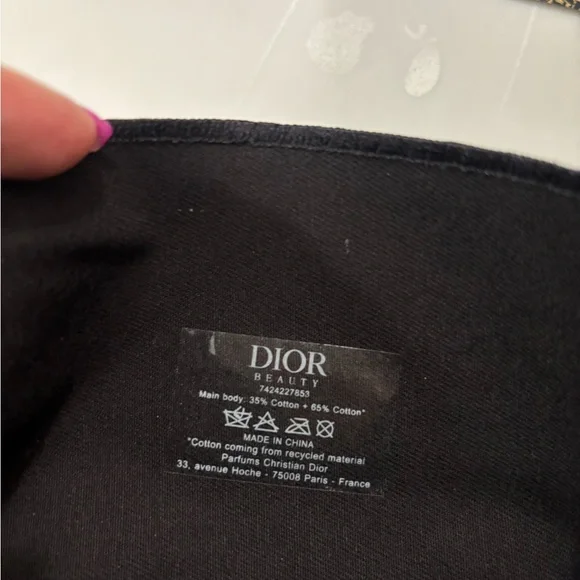 DIOR
BEAUTY
7424227853
Main body: 35% Cotton + 65% Cotton*
MADE IN CHINA
*Cotton coming from recycled material
Parfums Christian Dior
33, avenue Hoche - 75008 Paris - France